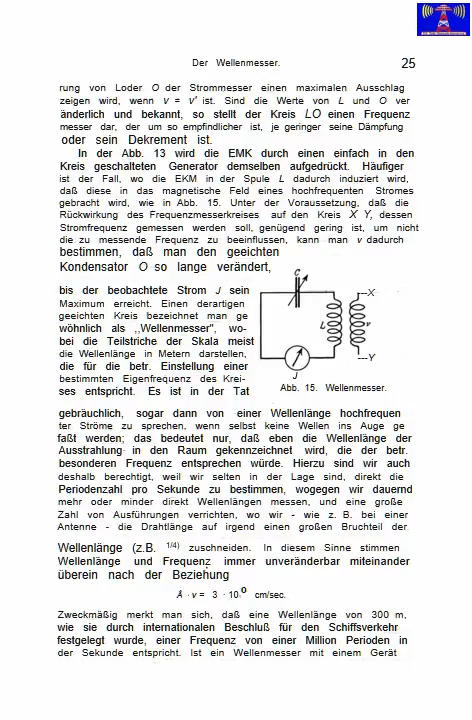 Der Wellenmesser.
25
rung von Loder O der Strommesser einen maximalen Ausschlag
zeigen wird, wenn v = v' ist. Sind die Werte von L und O ver
änderlich und bekannt, so stellt der Kreis LO einen Frequenz
messer dar, der um so empfindlicher ist, je geringer seine Dämpfung
oder sein Dekrement ist.
In der Abb. 13 wird die EMK durch einen einfach in den
Kreis geschalteten Generator demselben aufgedrückt. Häufiger
ist der Fall, wo die EKM in der Spule L dadurch induziert wird,
daß diese in das magnetische Feld eines hochfrequenten Stromes
gebracht wird, wie in Abb. 15. Unter der Voraussetzung, daß die
Rückwirkung des Frequenzmesserkreises auf den Kreis X Y, dessen
Stromfrequenz gemessen werden soll, genügend gering ist, um nicht
die zu messende Frequenz zu beeinflussen, kann man v dadurch
bestimmen, daß man den geeichten
Kondensator O so lange verändert,
bis der beobachtete Strom J sein
Maximum erreicht. Einen derartigen
geeichten Kreis bezeichnet man ge
wöhnlich als ,,Wellenmesser", wo-
bei die Teilstriche der Skala meist
die Wellenlänge in Metern darstellen,
die für die betr. Einstellung einer
bestimmten Eigenfrequenz des Krei-
ses entspricht. Es ist in der Tat
C
X
L
v
Y
J
Abb. 15. Wellenmesser.
gebräuchlich, sogar dann von einer Wellenlänge hochfrequen
ter Ströme zu sprechen, wenn selbst keine Wellen ins Auge ge
faßt werden; das bedeutet nur, daß eben die Wellenlänge der
Ausstrahlung in den Raum gekennzeichnet wird, die der betr.
besonderen Frequenz entsprechen würde. Hierzu sind wir auch
deshalb berechtigt, weil wir selten in der Lage sind, direkt die
Periodenzahl pro Sekunde zu bestimmen, wogegen wir dauernd
mehr oder minder direkt Wellenlängen messen, und eine große
Zahl von Ausführungen verrichten, wo wir - wie z. B. bei einer
Antenne - die Drahtlänge auf irgend einen großen Bruchteil der
Wellenlänge (z.B. 1/4) zuschneiden. In diesem Sinne stimmen
Wellenlänge und Frequenz immer unveränderbar miteinander
überein nach der Beziehung
Å · v = 3 · 10.0 cm/sec.
Zweckmäßig merkt man sich, daß eine Wellenlänge von 300 m,
wie sie durch internationalen Beschluß für den Schiffsverkehr
festgelegt wurde, einer Frequenz von einer Million Perioden in
der Sekunde entspricht. Ist ein Wellenmesser mit einem Gerät